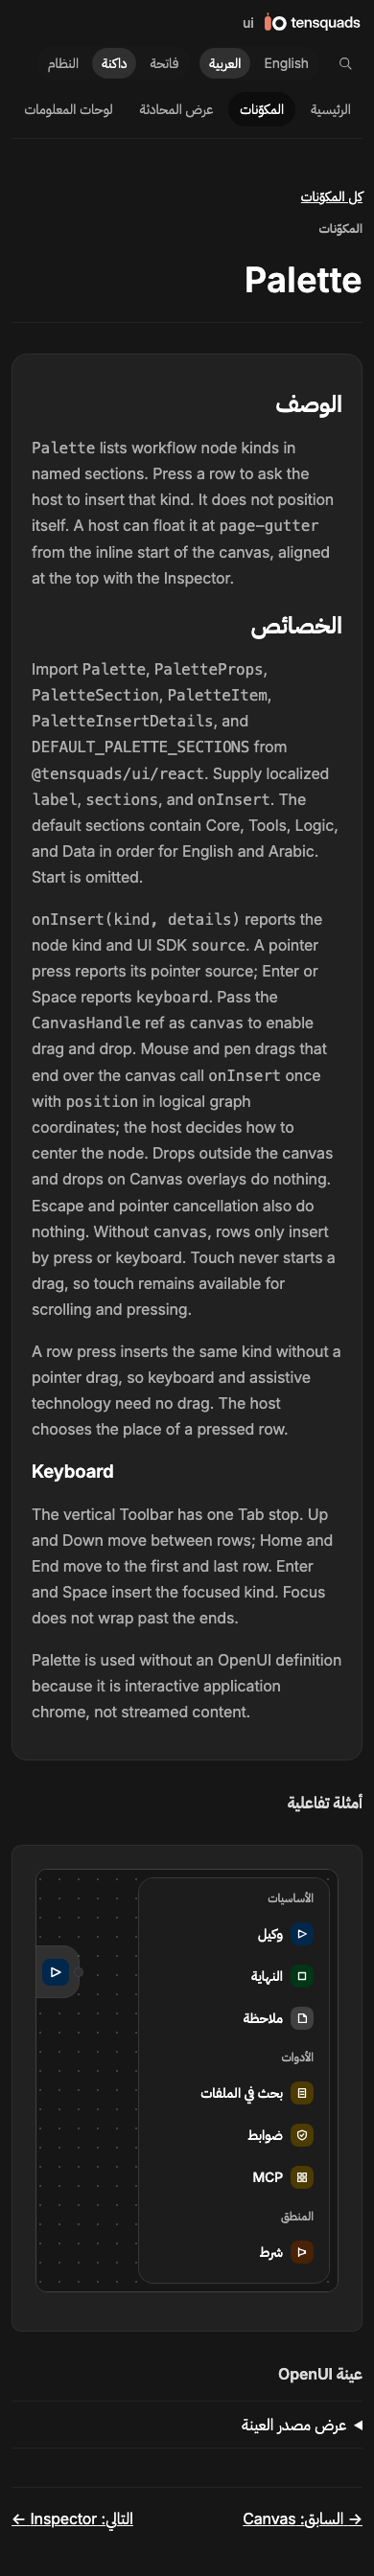 ui tensquads
English العربية فاتحة داكنة النظام
الرئيسية المكوّنات عرض المحادثة لوحات المعلومات
كل المكوّنات
المكوّنات
Palette
الوصف
Palette lists workflow node kinds in
named sections. Press a row to ask the
host to insert that kind. It does not position
itself. A host can float it at page-gutter
from the inline start of the canvas, aligned
at the top with the Inspector.
الخصائص
Import Palette, PaletteProps,
PaletteSection, PaletteItem,
PaletteInsertDetails, and
DEFAULT_PALETTE_SECTIONS from
@tensquads/ui/react. Supply localized
label, sections, and onInsert. The
default sections contain Core, Tools, Logic,
and Data in order for English and Arabic.
Start is omitted.
onInsert(kind, details) reports the
node kind and UI SDK source. A pointer
press reports its pointer source; Enter or
Space reports keyboard. Pass the
CanvasHandle ref as canvas to enable
drag and drop. Mouse and pen drags that
end over the canvas call onInsert once
with position in logical graph
coordinates; the host decides how to
center the node. Drops outside the canvas
and drops on Canvas overlays do nothing.
Escape and pointer cancellation also do
nothing. Without canvas, rows only insert
by press or keyboard. Touch never starts a
drag, so touch remains available for
scrolling and pressing.
A row press inserts the same kind without a
pointer drag, so keyboard and assistive
technology need no drag. The host
chooses the place of a pressed row.
Keyboard
The vertical Toolbar has one Tab stop. Up
and Down move between rows; Home and
End move to the first and last row. Enter
and Space insert the focused kind. Focus
does not wrap past the ends.
Palette is used without an OpenUI definition
because it is interactive application
chrome, not streamed content.
أمثلة تفاعلية
الأساسيات
وكيل
النهاية
ملاحظة
الأدوات
بحث في الملفات
ضوابط
MCP
المنطق
شرط
عينة OpenUI
عرض مصدر العينة
→ السابق: Canvas
التالي: Inspector ←